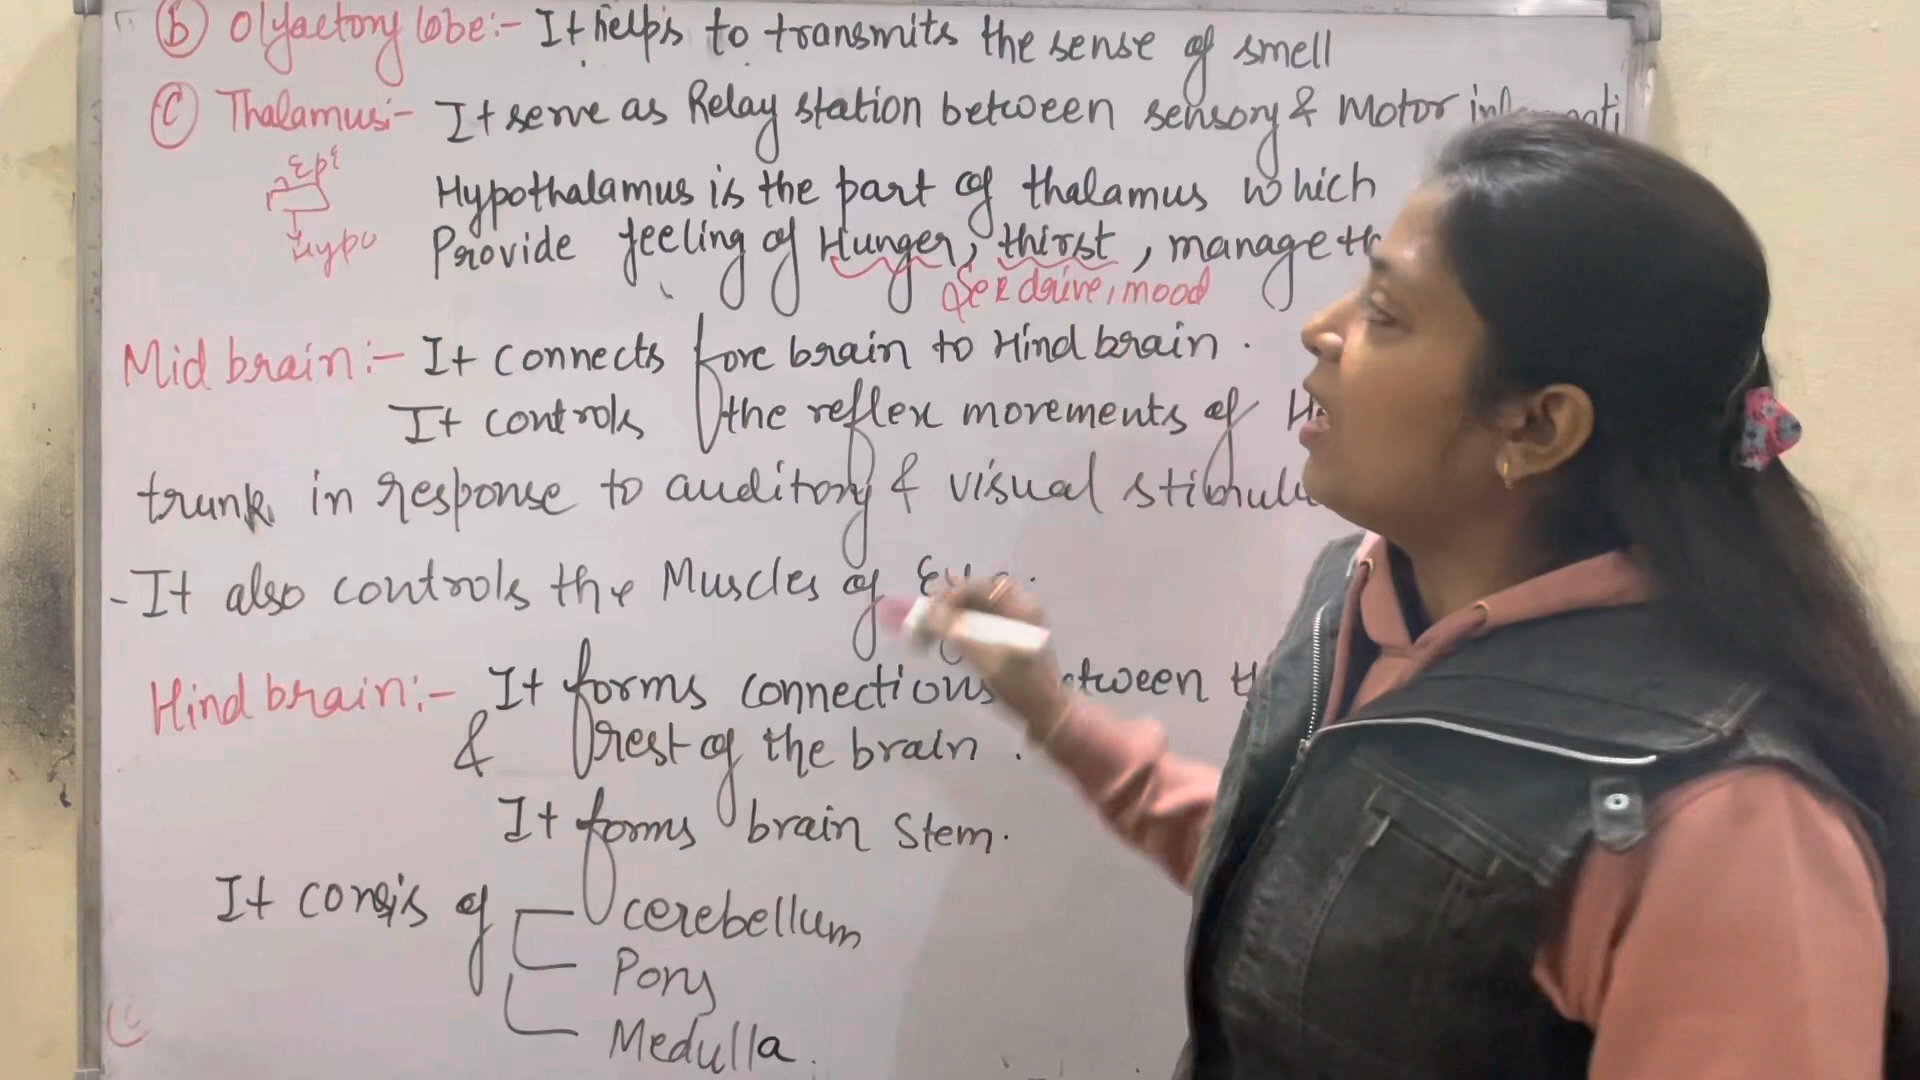 (b) Olfactory lobe:- It helps to transmits the sense of smell
(c) Thalamus:- It serve as Relay station between sensory & Motor
Epi
Hypo
Hypothalamus is the part of thalamus which
Provide feeling of Hunger, thirst, manage
Sex drive, mood
Mid brain:- It connects fore brain to Hind brain.
It controls the reflex movements of
trunk in response to auditory & visual
- It also controls the Muscles of
Hind brain:- It forms connections between
& rest of the brain.
It forms brain stem.
It consis of cerebellum
Pons
Medulla.